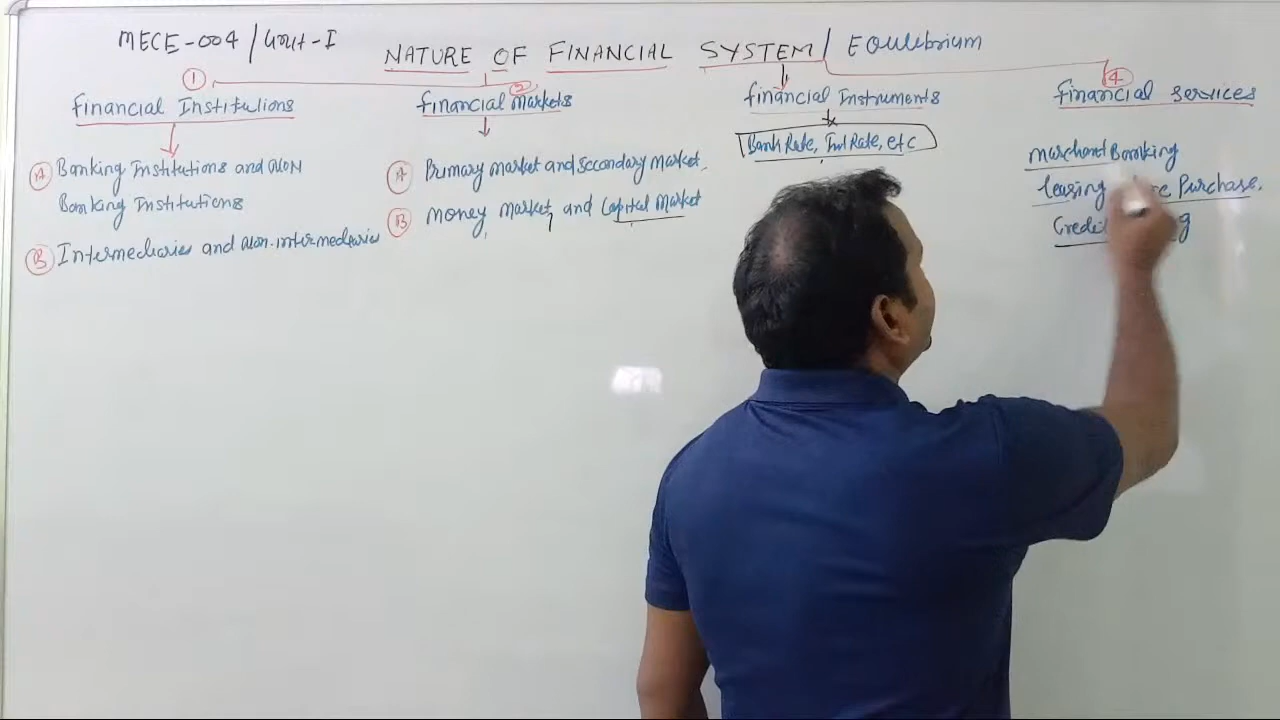 MECE-004 / Unit-I
NATURE OF FINANCIAL SYSTEM / Equlibrium
1
Financial Institutions
A Banking Institutions and NON
Banking Institutions
B Intermediaries and Non-intermediaries
2
Financial Markets
A Primary market and Secondary market,
B money market, and Capital Market
Financial Instruments
Bank Rate, Int Rate, etc
4
Financial Services
Marchant Banking
leasing Purchase,